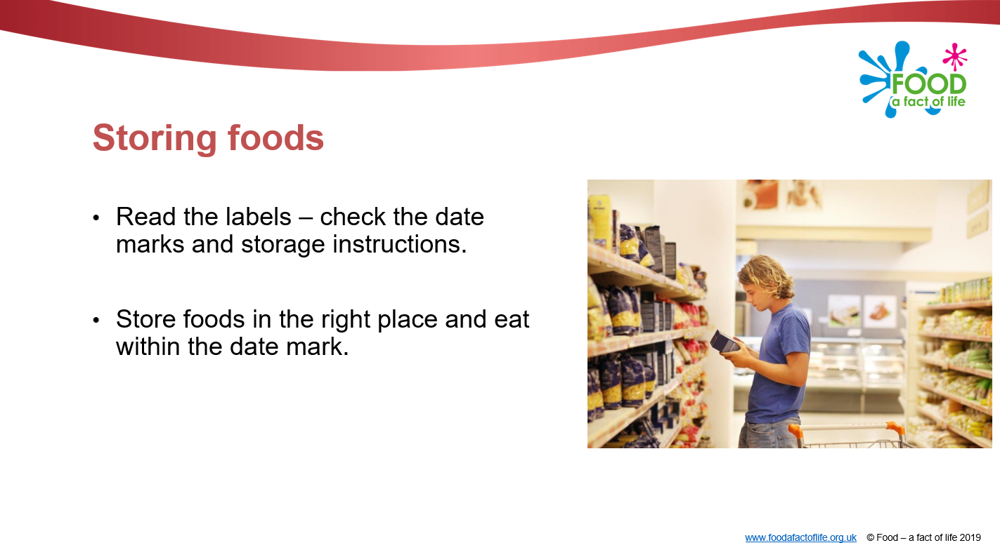 FOOD
a fact of life
Storing foods
• Read the labels – check the date
marks and storage instructions.
• Store foods in the right place and eat
within the date mark.
www.foodafactoflife.org.uk © Food – a fact of life 2019